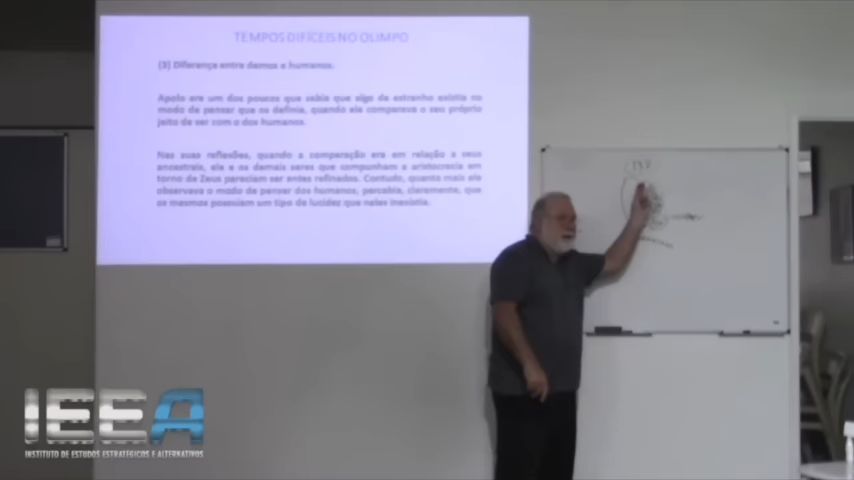 TEMPOS DIFÍCEIS NO OLIMPO
(3) Diferença entre demos e humanos.
Apolo era um dos poucos que sabia que algo de estranho existia no
modo de pensar que os definia, quando ele comparava o seu próprio
jeito de ser com o dos humanos.
Nas suas reflexões, quando a comparação era em relação a seus
ancestrais, ele e os demais seres que compunham a aristocracia em
torno de Zeus pareciam ser entes refinados. Contudo, quanto mais ele
observava o modo de pensar dos humanos, percebia, claramente, que
os mesmos possuíam um tipo de lucidez que neles inexistia.
IEEA
INSTITUTO DE ESTUDOS ESTRATÉGICOS E ALTERNATIVOS